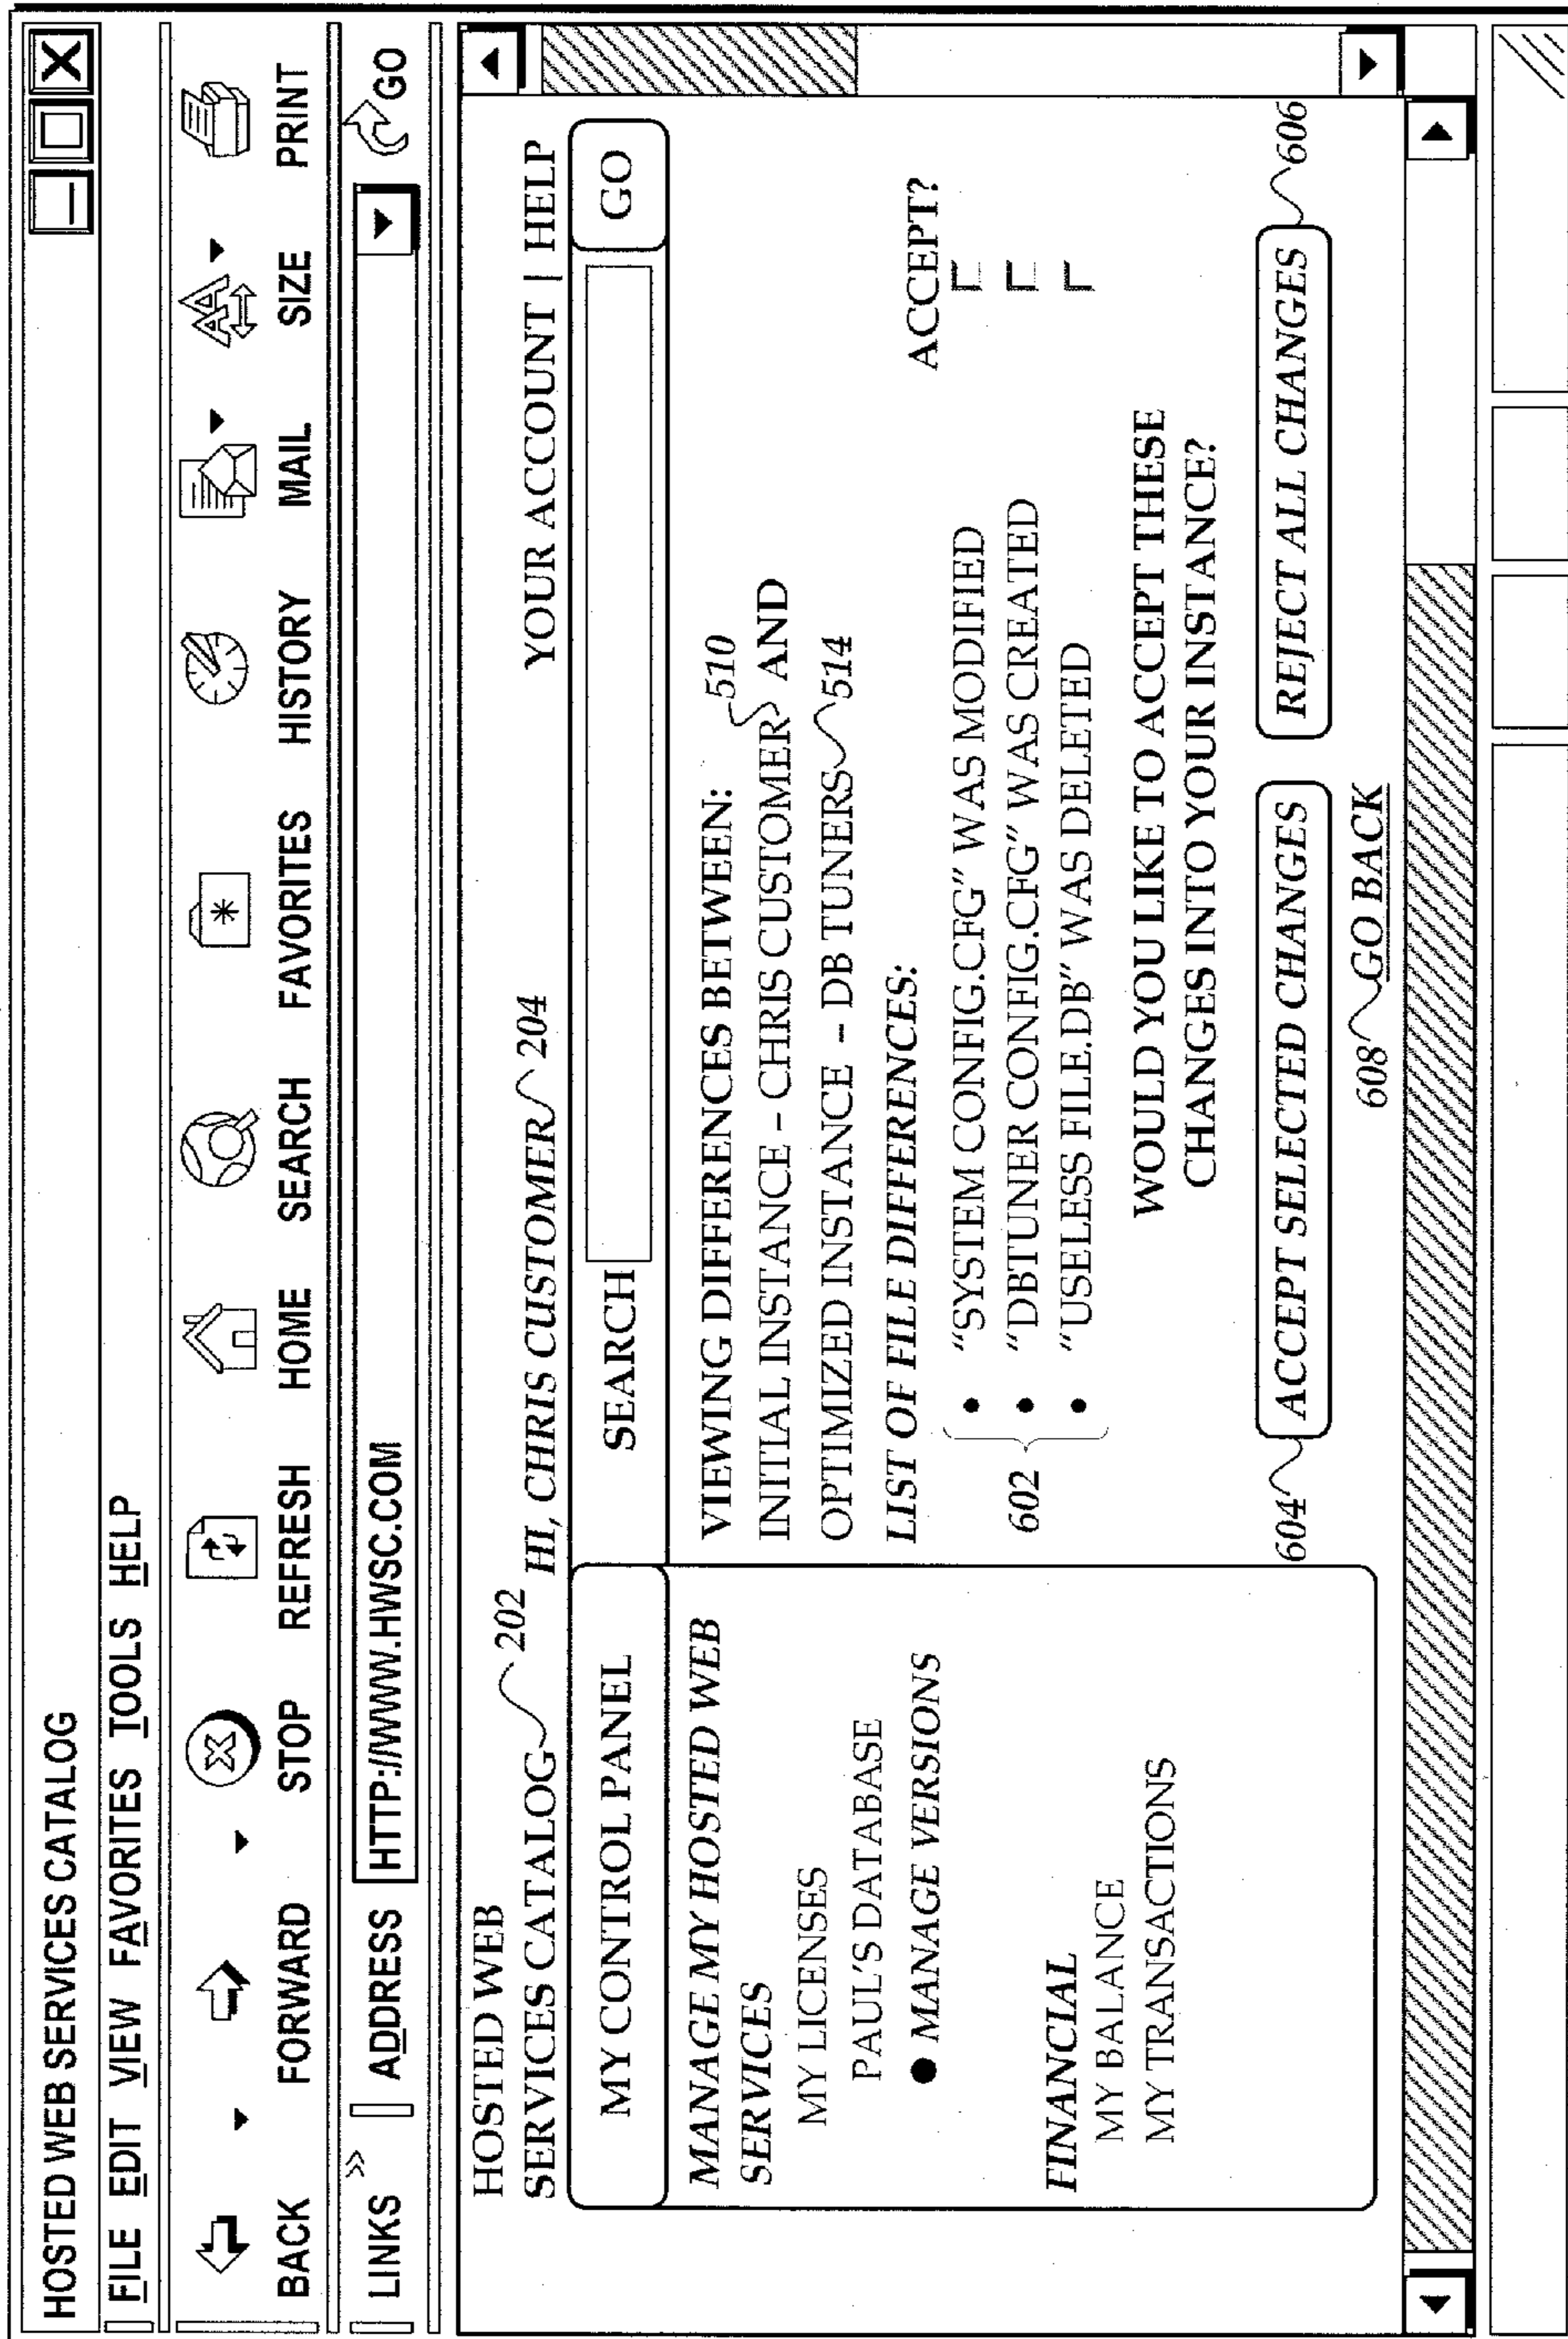 HOSTED WEB SERVICES CATALOG
FILE EDIT VIEW FAVORITES TOOLS HELP
BACK FORWARD STOP REFRESH HOME SEARCH FAVORITES HISTORY MAIL SIZE PRINT
LINKS » ADDRESS HTTP://WWW.HWSC.COM GO
HOSTED WEB
SERVICES CATALOG 202 HI, CHRIS CUSTOMER 204 YOUR ACCOUNT | HELP
MY CONTROL PANEL
SEARCH GO
MANAGE MY HOSTED WEB
SERVICES
MY LICENSES
PAUL'S DATABASE
• MANAGE VERSIONS
FINANCIAL
MY BALANCE
MY TRANSACTIONS
VIEWING DIFFERENCES BETWEEN:
INITIAL INSTANCE – CHRIS CUSTOMER 510 AND
OPTIMIZED INSTANCE – DB TUNERS 514
LIST OF FILE DIFFERENCES:
ACCEPT?
602
• "SYSTEM CONFIG.CFG" WAS MODIFIED
• "DBTUNER CONFIG.CFG" WAS CREATED
• "USELESS FILE.DB" WAS DELETED
WOULD YOU LIKE TO ACCEPT THESE
CHANGES INTO YOUR INSTANCE?
604 ACCEPT SELECTED CHANGES REJECT ALL CHANGES 606
608 GO BACK